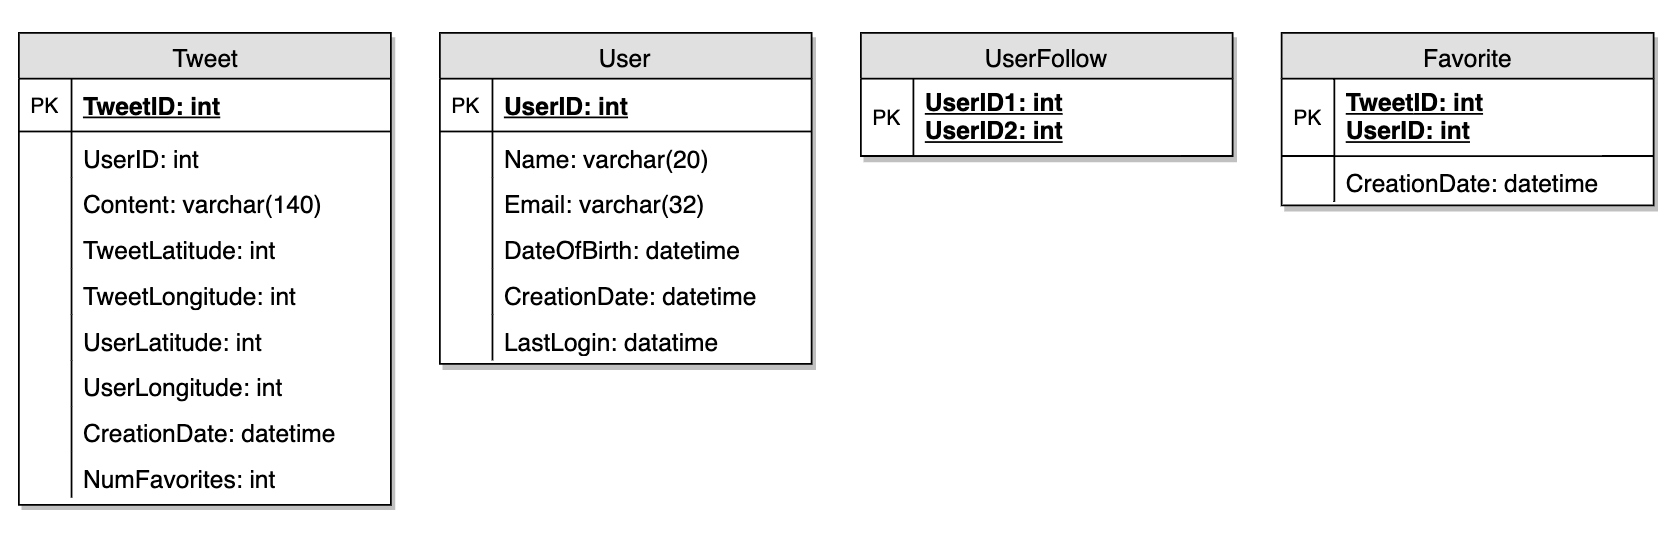 Tweet
PK TweetID: int
UserID: int
Content: varchar(140)
TweetLatitude: int
TweetLongitude: int
UserLatitude: int
UserLongitude: int
CreationDate: datetime
NumFavorites: int
User
PK UserID: int
Name: varchar(20)
Email: varchar(32)
DateOfBirth: datetime
CreationDate: datetime
LastLogin: datatime
UserFollow
PK UserID1: int
UserID2: int
Favorite
PK TweetID: int
UserID: int
CreationDate: datetime